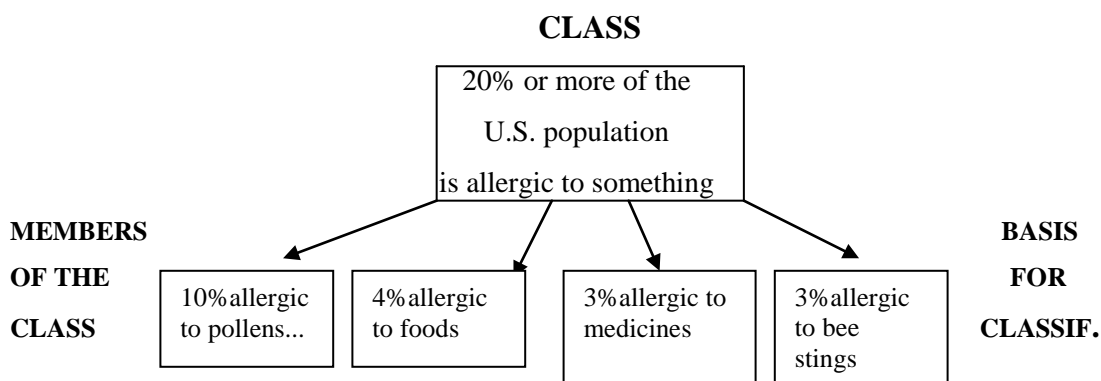 CLASS
20% or more of the
U.S. population
is allergic to something
MEMBERS
OF THE
CLASS
10%allergic
to pollens...
4%allergic
to foods
3%allergic to
medicines
3%allergic
to bee
stings
BASIS
FOR
CLASSIF.